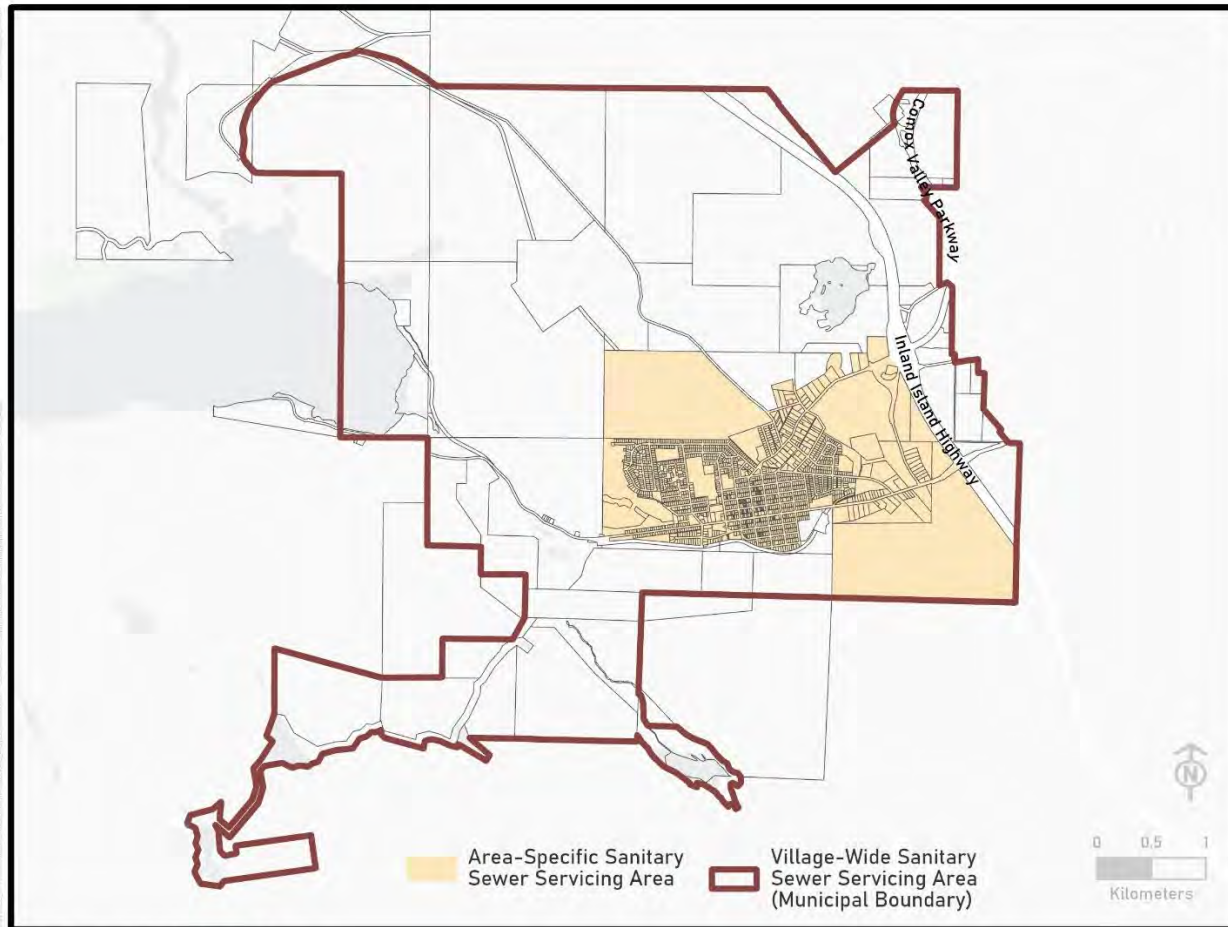 Comox Valley Parkway
Inland Island Highway
N
Area-Specific Sanitary
Sewer Servicing Area
Village-Wide Sanitary
Sewer Servicing Area
(Municipal Boundary)
0 0.5 1
Kilometers